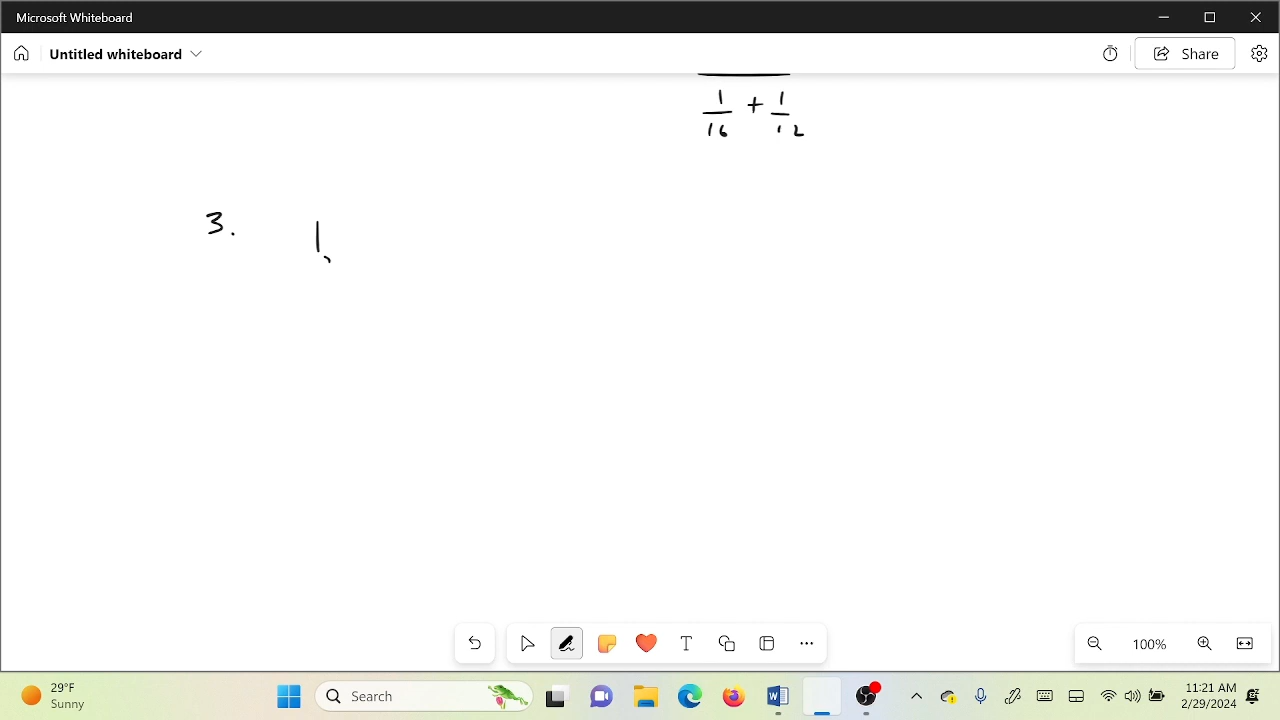 Microsoft Whiteboard
Untitled whiteboard
Share
1/16 + 1/12
3. 1,
100%
29°F
Sunny
Search
11:21 AM
2/29/2024